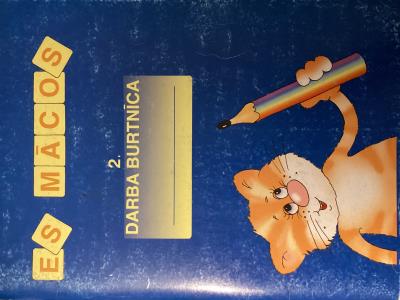 ES MĀCOS
2.
DARBA BURTNĪCA